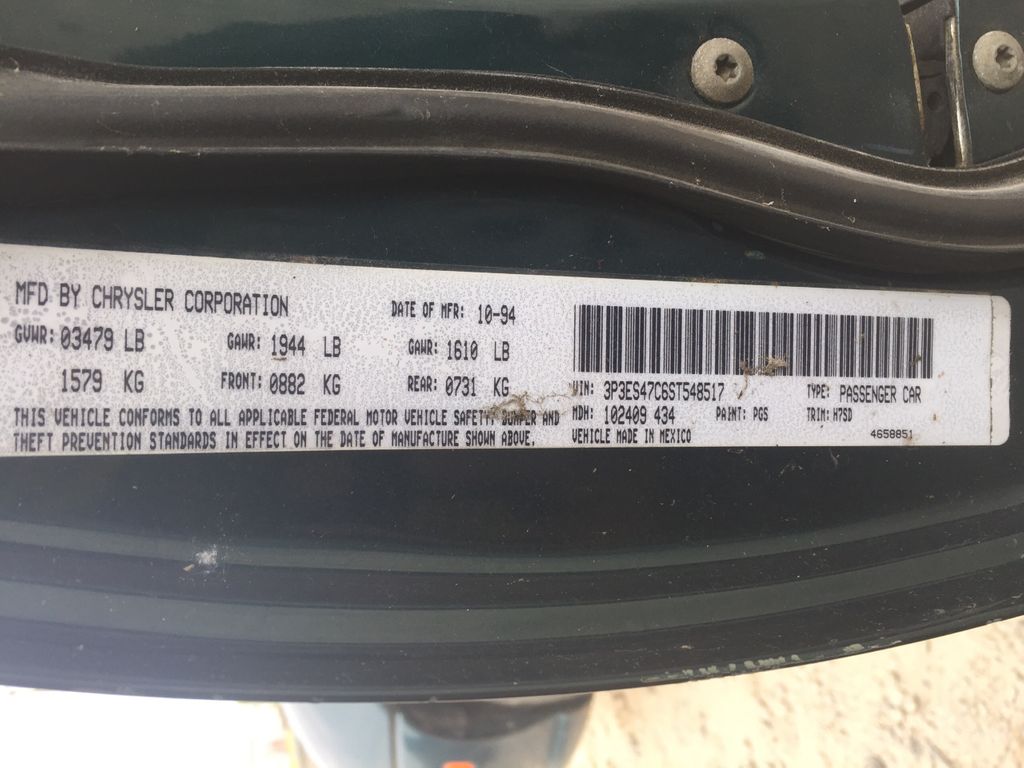 MFD BY CHRYSLER CORPORATION DATE OF MFR: 10-94
GVWR: 03479 LB GAWR: 1944 LB GAWR: 1610 LB
1579 KG FRONT: 0882 KG REAR: 0731 KG
THIS VEHICLE CONFORMS TO ALL APPLICABLE FEDERAL MOTOR VEHICLE SAFETY, BUMPER AND
THEFT PREVENTION STANDARDS IN EFFECT ON THE DATE OF MANUFACTURE SHOWN ABOVE.
VIN: 3P3ES47C6ST548517 TYPE: PASSENGER CAR
MDH: 102409 434 PAINT: PGS TRIM: H7SD
VEHICLE MADE IN MEXICO 4658851